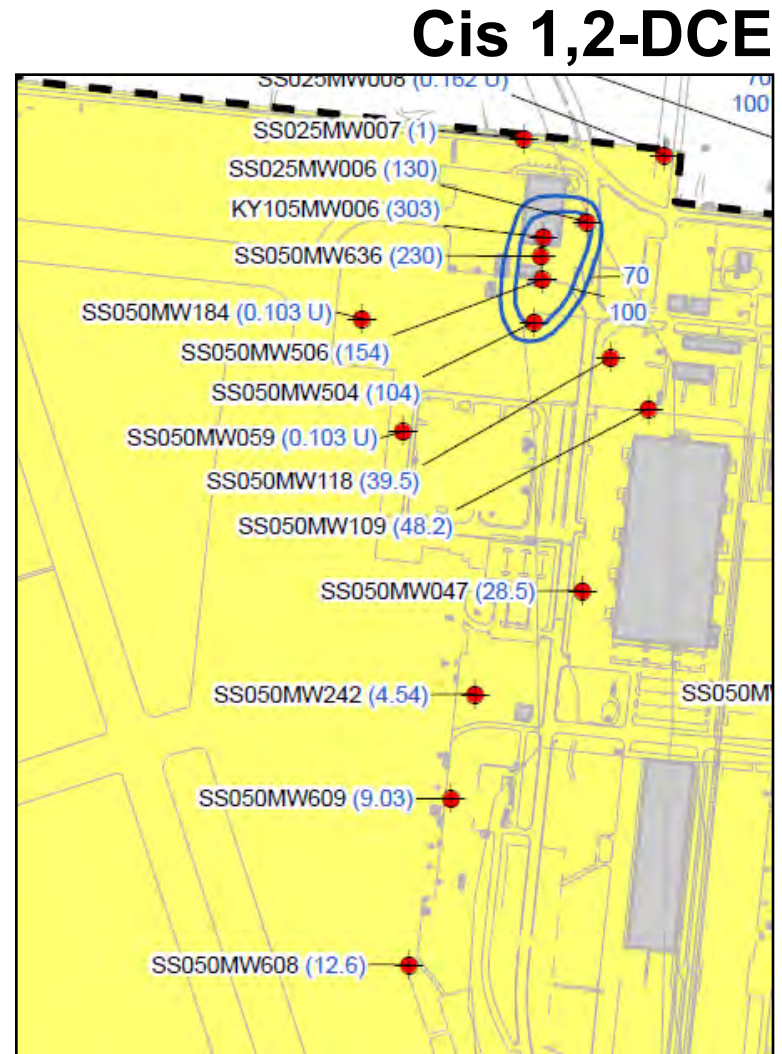 Cis 1,2-DCE
SS025MW008 (0.162 U)
70
100
SS025MW007 (1)
SS025MW006 (130)
KY105MW006 (303)
SS050MW636 (230)
70
SS050MW184 (0.103 U)
100
SS050MW506 (154)
SS050MW504 (104)
SS050MW059 (0.103 U)
SS050MW118 (39.5)
SS050MW109 (48.2)
SS050MW047 (28.5)
SS050MW242 (4.54)
SS050M
SS050MW609 (9.03)
SS050MW608 (12.6)